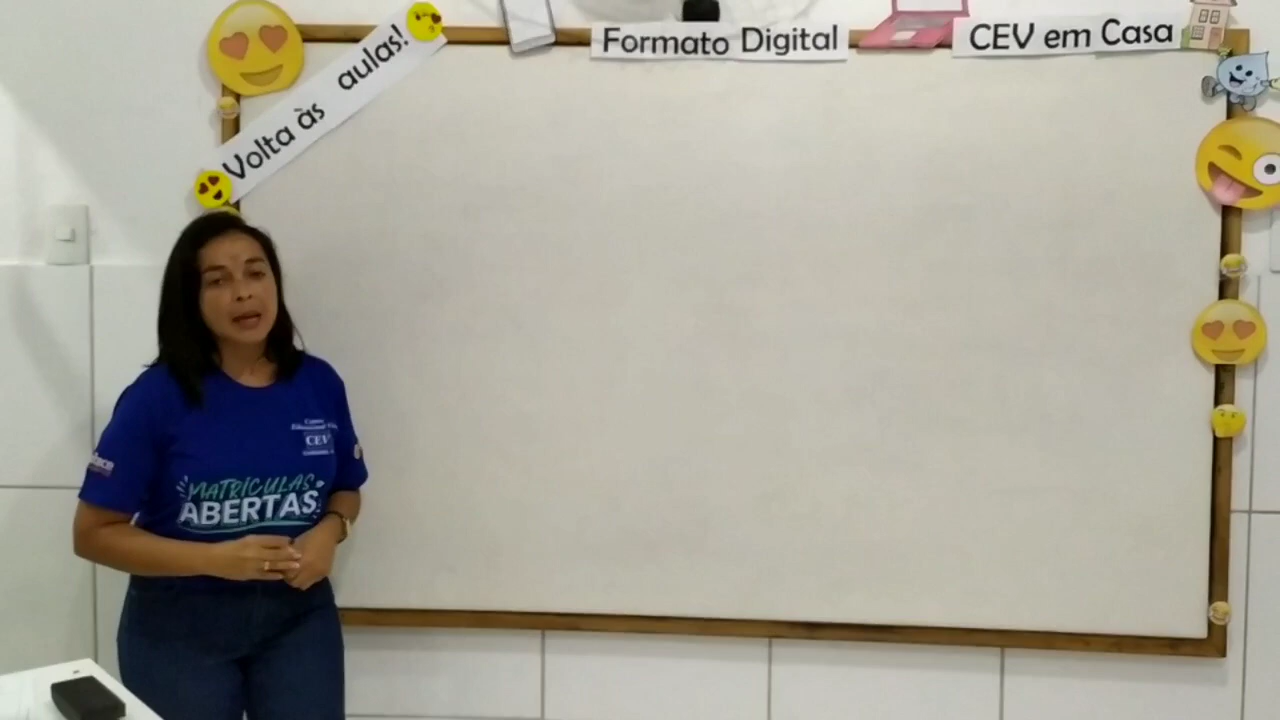 Volta às aulas!
Formato Digital
CEV em Casa
CEV
MATRÍCULAS
ABERTAS